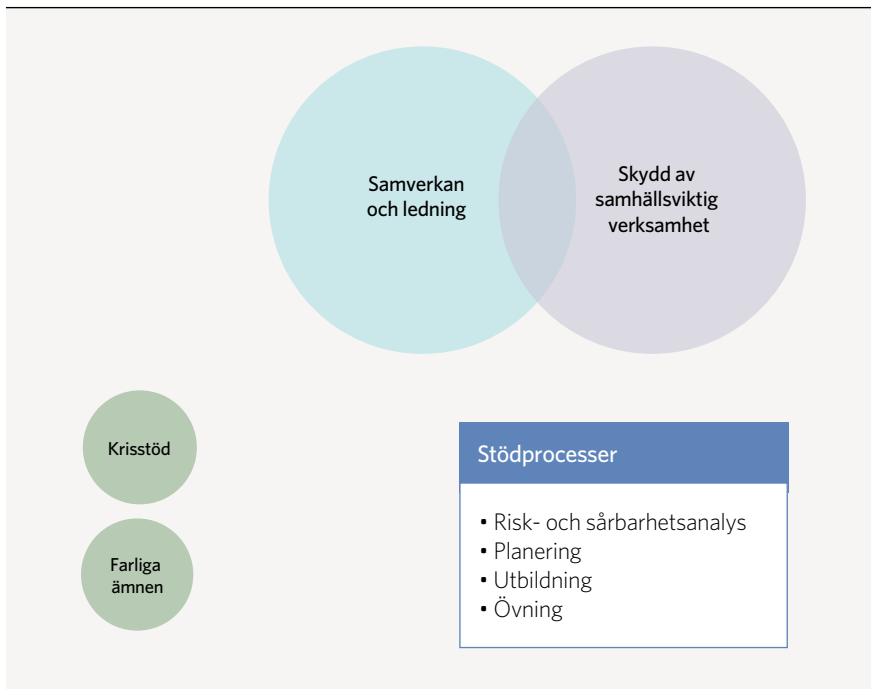 Samverkan
och ledning
Skydd av
samhällsviktig
verksamhet
Krisstöd
Farliga
ämnen
Stödprocesser
• Risk- och sårbarhetsanalys
• Planering
• Utbildning
• Övning